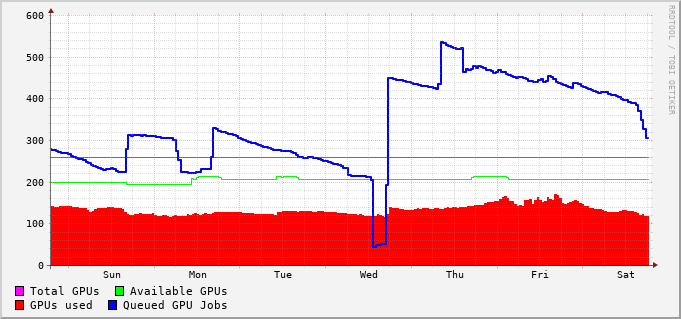 600
500
400
300
200
100
0
Sun Mon Tue Wed Thu Fri Sat
Total GPUs Available GPUs
GPUs used Queued GPU Jobs
RRDTOOL / TOBI OETIKER